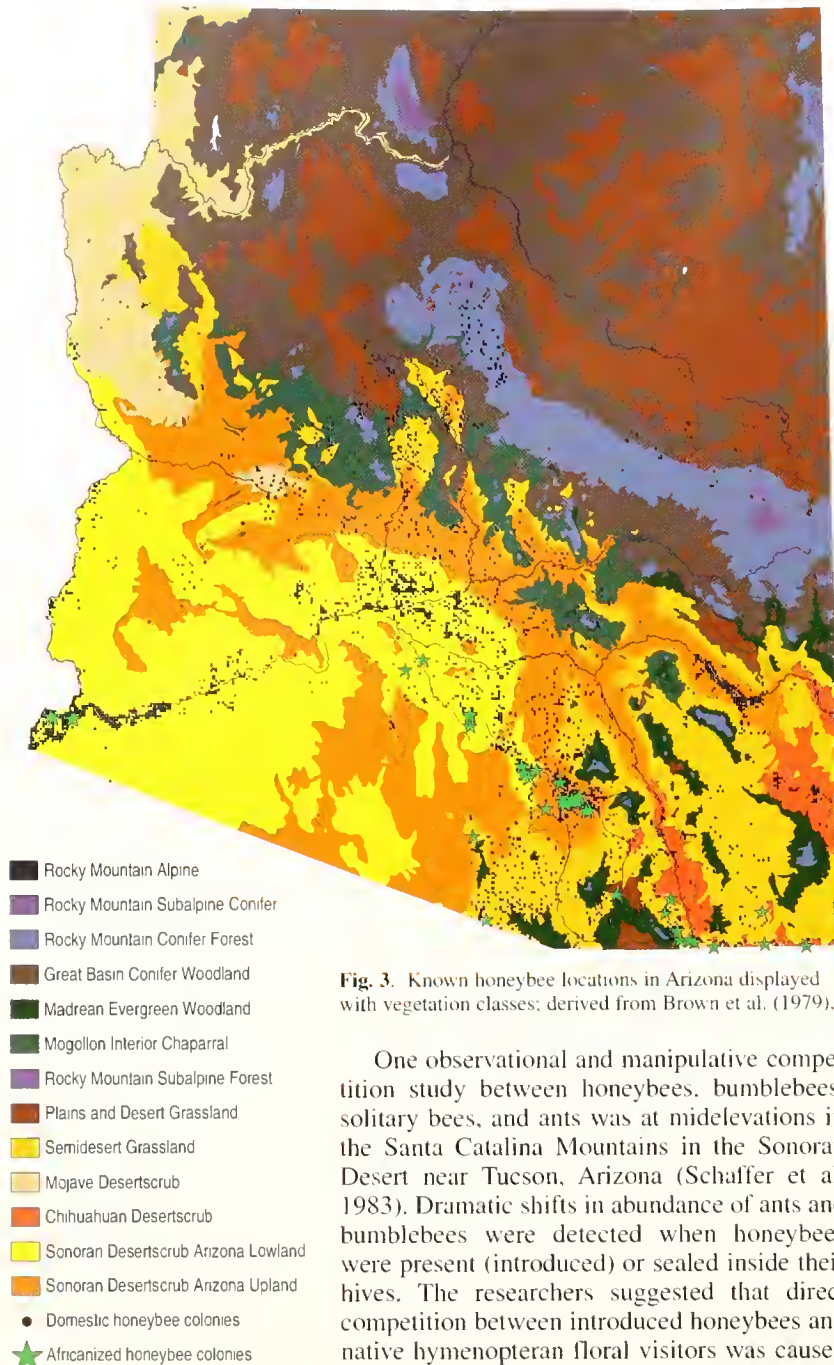 Rocky Mountain Alpine
Rocky Mountain Subalpine Conifer
Rocky Mountain Conifer Forest
Great Basin Conifer Woodland
Madrean Evergreen Woodland
Mogollon Interior Chaparral
Rocky Mountain Subalpine Forest
Plains and Desert Grassland
Semidesert Grassland
Mojave Desertscrub
Chihuahuan Desertscrub
Sonoran Desertscrub Arizona Lowland
Sonoran Desertscrub Arizona Upland
Domestic honeybee colonies
Africanized honeybee colonies
Fig. 3. Known honeybee locations in Arizona displayed
with vegetation classes; derived from Brown et al. (1979).
One observational and manipulative compe-
tition study between honeybees, bumblebees
solitary bees, and ants was at midelevations i
the Santa Catalina Mountains in the Sonora
Desert near Tucson, Arizona (Schaffer et a
1983). Dramatic shifts in abundance of ants an
bumblebees were detected when honeybee
were present (introduced) or sealed inside thei
hives. The researchers suggested that direc
competition between introduced honeybees an
native hymenopteran floral visitors was cause